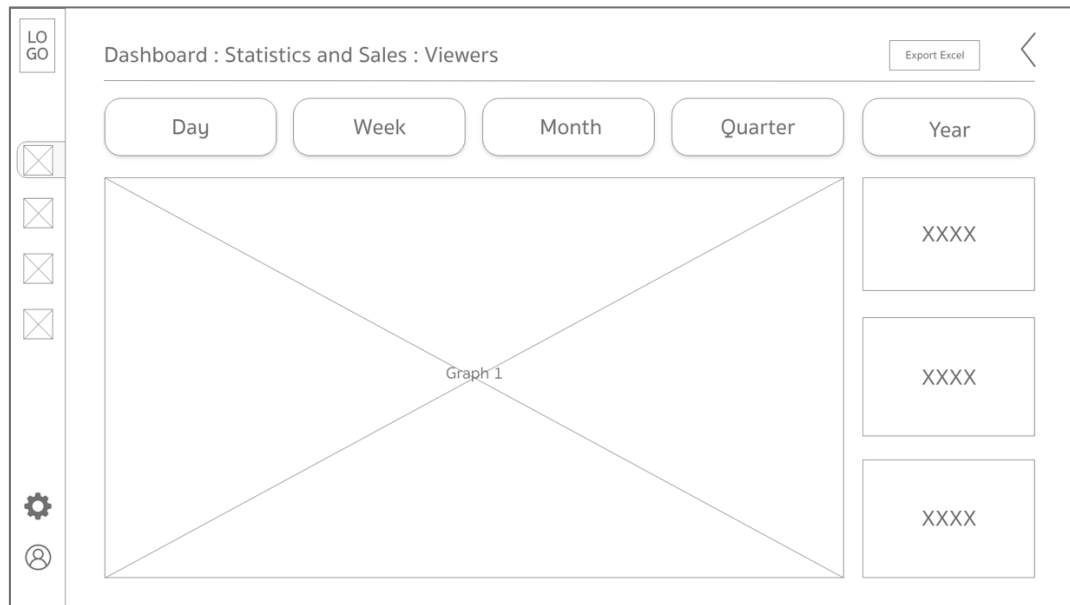 LO
GO
Dashboard : Statistics and Sales : Viewers
Export Excel
Day
Week
Month
Quarter
Year
Graph 1
XXXX
XXXX
XXXX